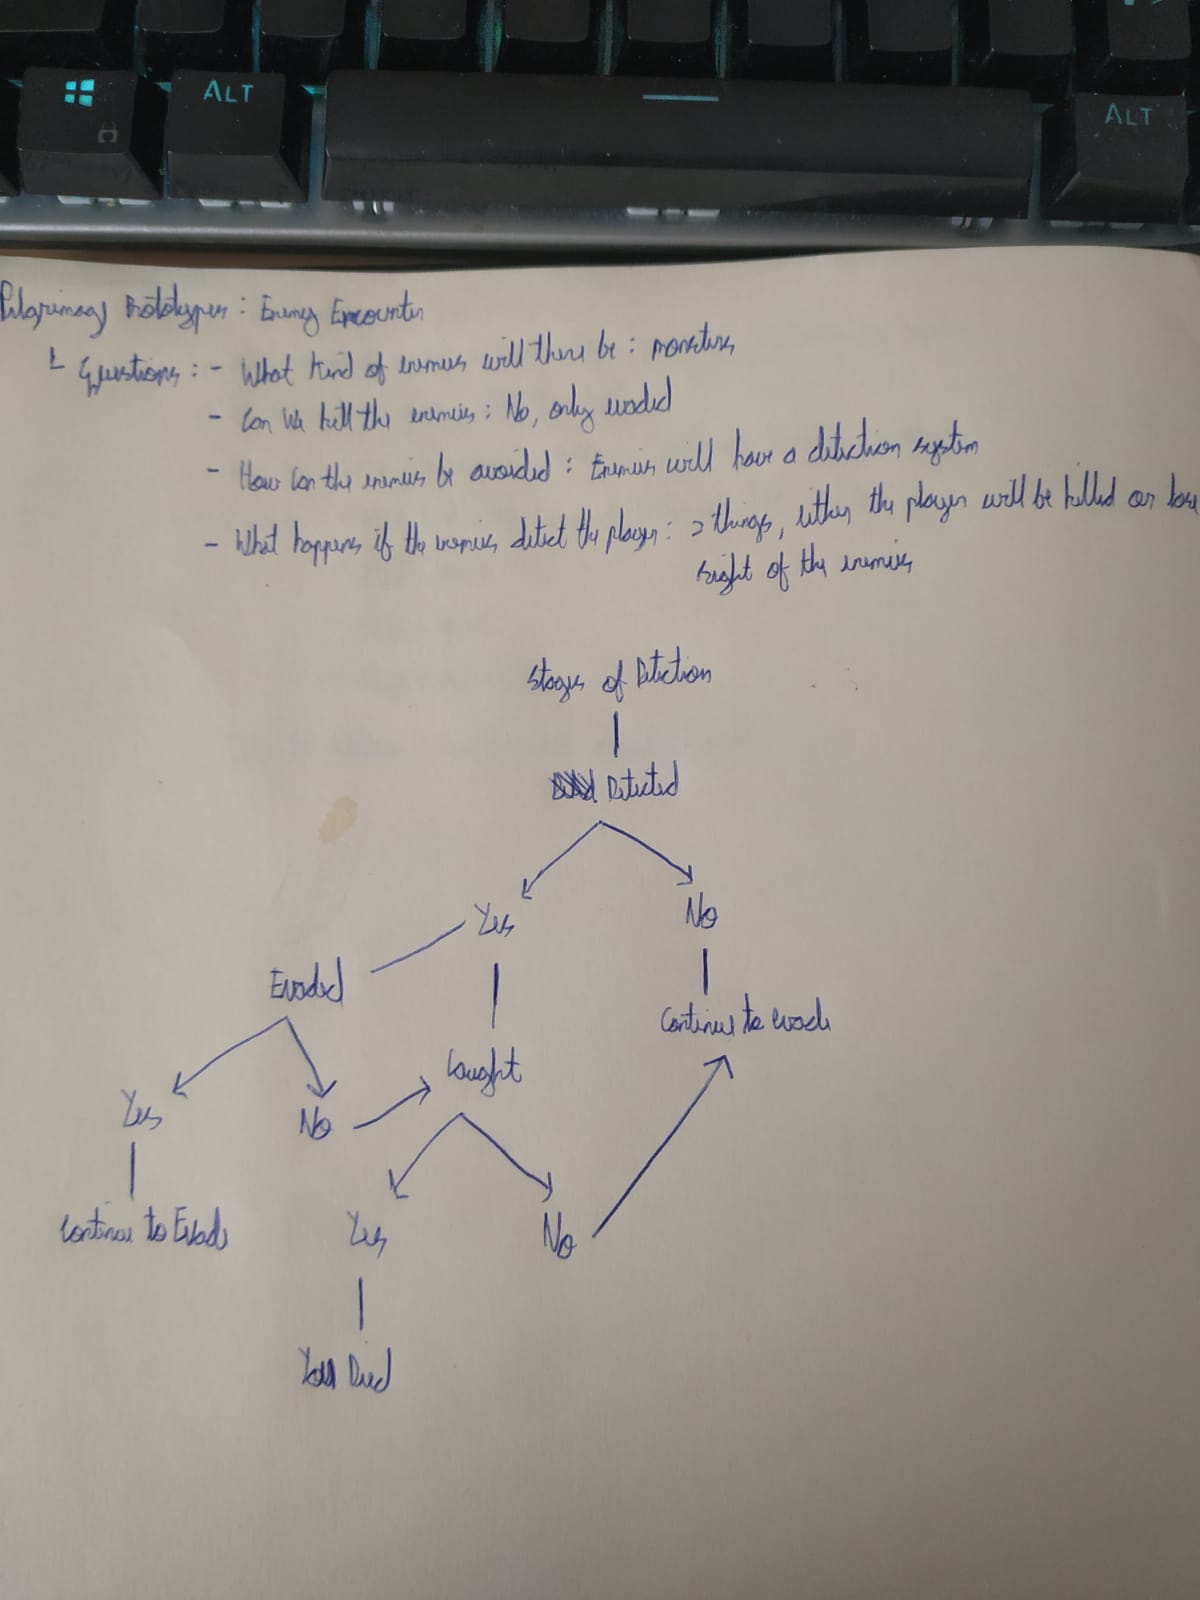 ALT
ALT
Pilgrimage Prototypes: Enemy Encounter
Questions: - What kind of enemies will there be: monsters
- Can we kill the enemies: No, only evaded
- How can the enemies be avoided: Enemies will have a detection system
- What happens if the enemies detect the player: 2 things, either the player will be killed or lose
sight of the enemies
Stages of Detection
Detected
Yes
No
Evaded
Continue to evade
Caught
Yes
No
Continue to Evade
Yes
No
You Died